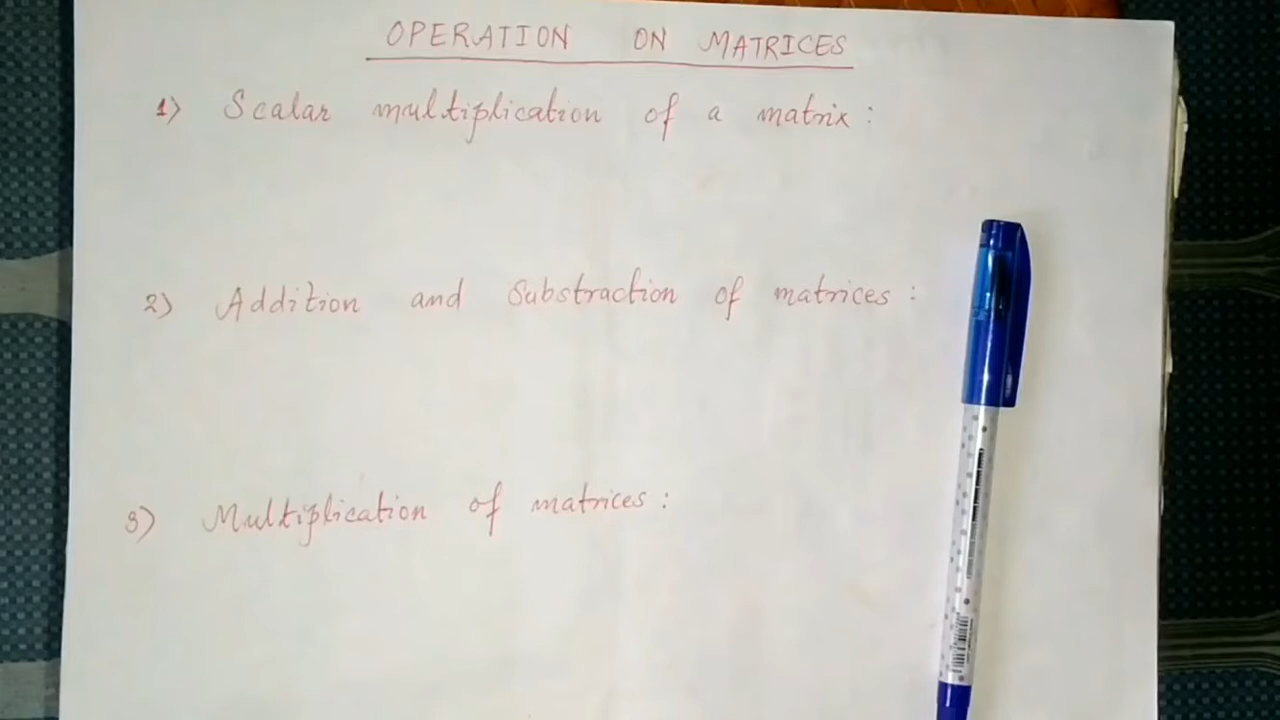 OPERATION ON MATRICES
1) Scalar multiplication of a matrix :
2) Addition and Substraction of matrices :
3) Multiplication of matrices :